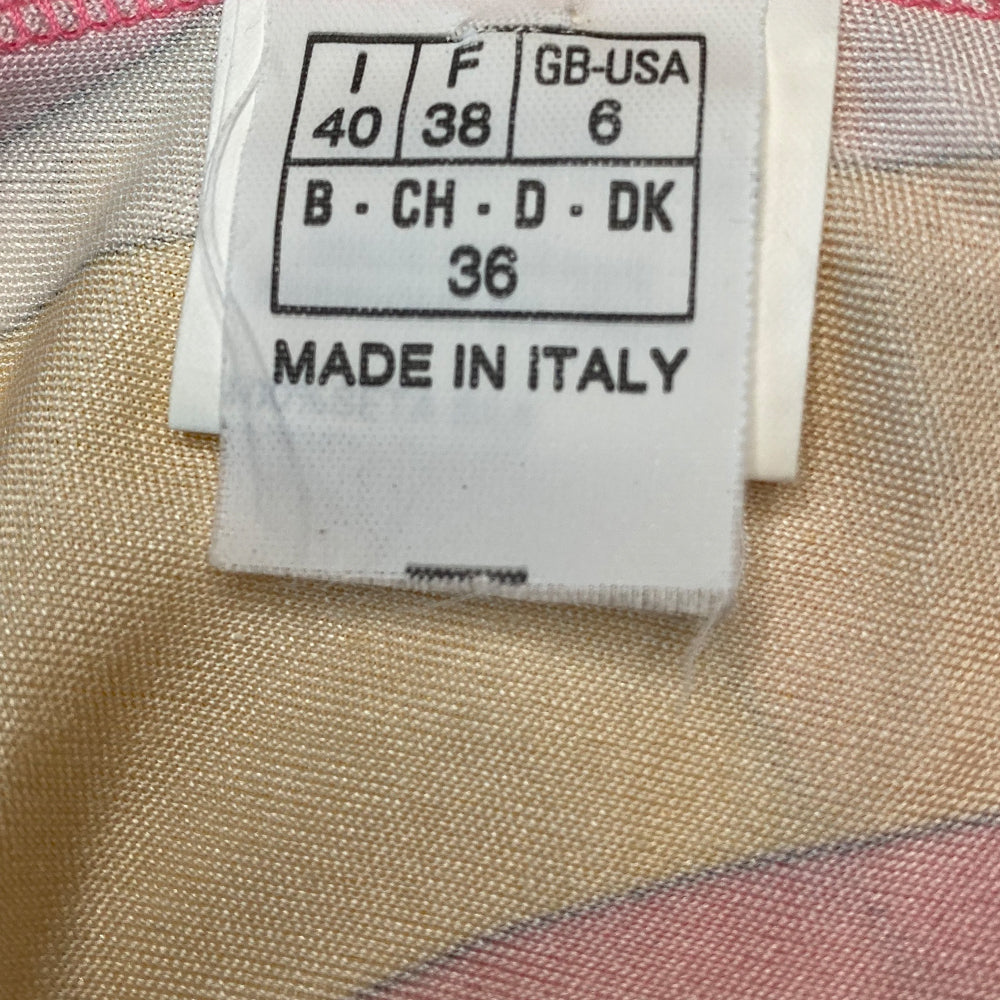 I F GB-USA
40 38 6
B - CH - D - DK
36
MADE IN ITALY